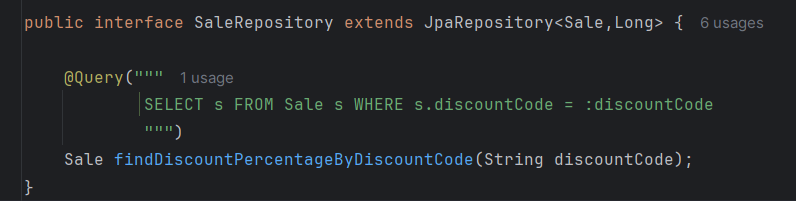 public interface SaleRepository extends JpaRepository<Sale,Long> { 6 usages
@Query(""" 1 usage
SELECT s FROM Sale s WHERE s.discountCode = :discountCode
""")
Sale findDiscountPercentageByDiscountCode(String discountCode);
}